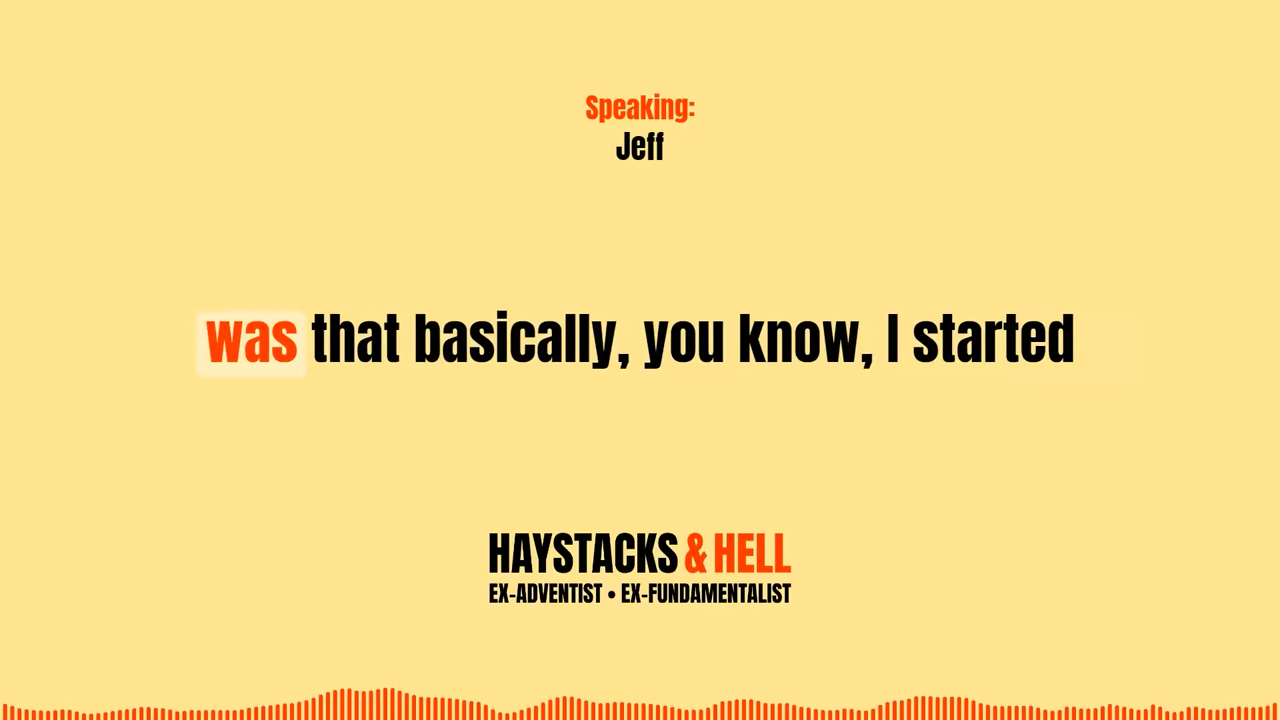 Speaking:
Jeff
was that basically, you know, I started
HAYSTACKS & HELL
EX-ADVENTIST • EX-FUNDAMENTALIST